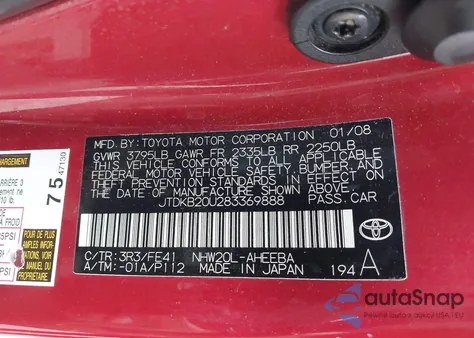 MFD. BY: TOYOTA MOTOR CORPORATION 01/08
GVWR 3795LB GAWR FR 2335LB RR 2250LB
THIS VEHICLE CONFORMS TO ALL APPLICABLE
FEDERAL MOTOR VEHICLE SAFETY, BUMPER, AND
THEFT PREVENTION STANDARDS IN EFFECT ON
THE DATE OF MANUFACTURE SHOWN ABOVE.
JTDKB20U283369888 PASS.CAR
C/TR: 3R3/FE41 NHW20L-AHEEBA
A/TM: -01A/P112 MADE IN JAPAN 194 A
TOYOTA
75
47130
autoSnap